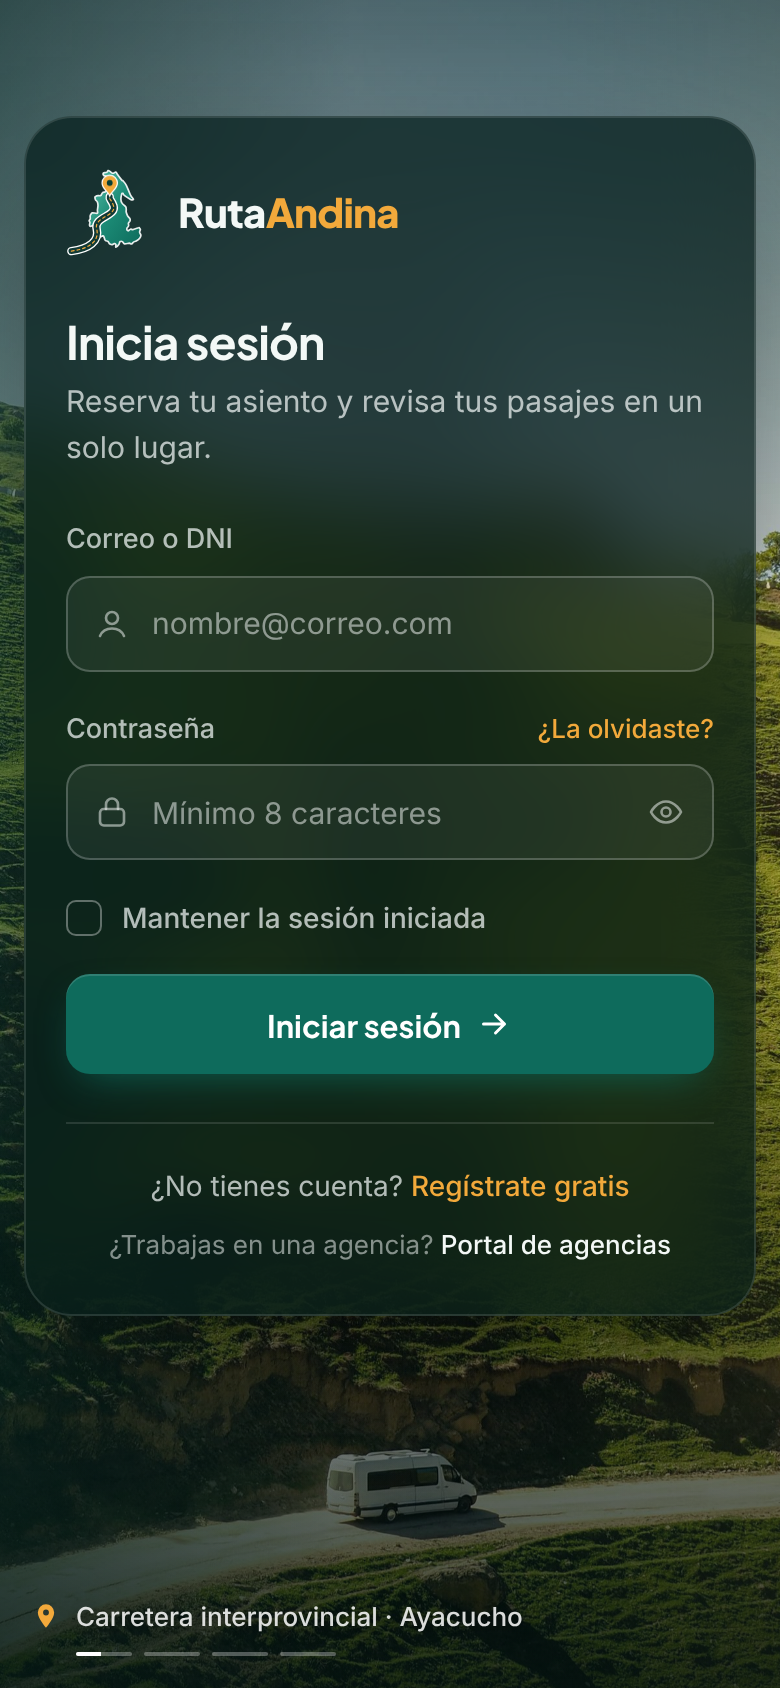 RutaAndina
Inicia sesión
Reserva tu asiento y revisa tus pasajes en un
solo lugar.
Correo o DNI
nombre@correo.com
Contraseña ¿La olvidaste?
Mínimo 8 caracteres
Mantener la sesión iniciada
Iniciar sesión →
¿No tienes cuenta? Regístrate gratis
¿Trabajas en una agencia? Portal de agencias
Carretera interprovincial · Ayacucho